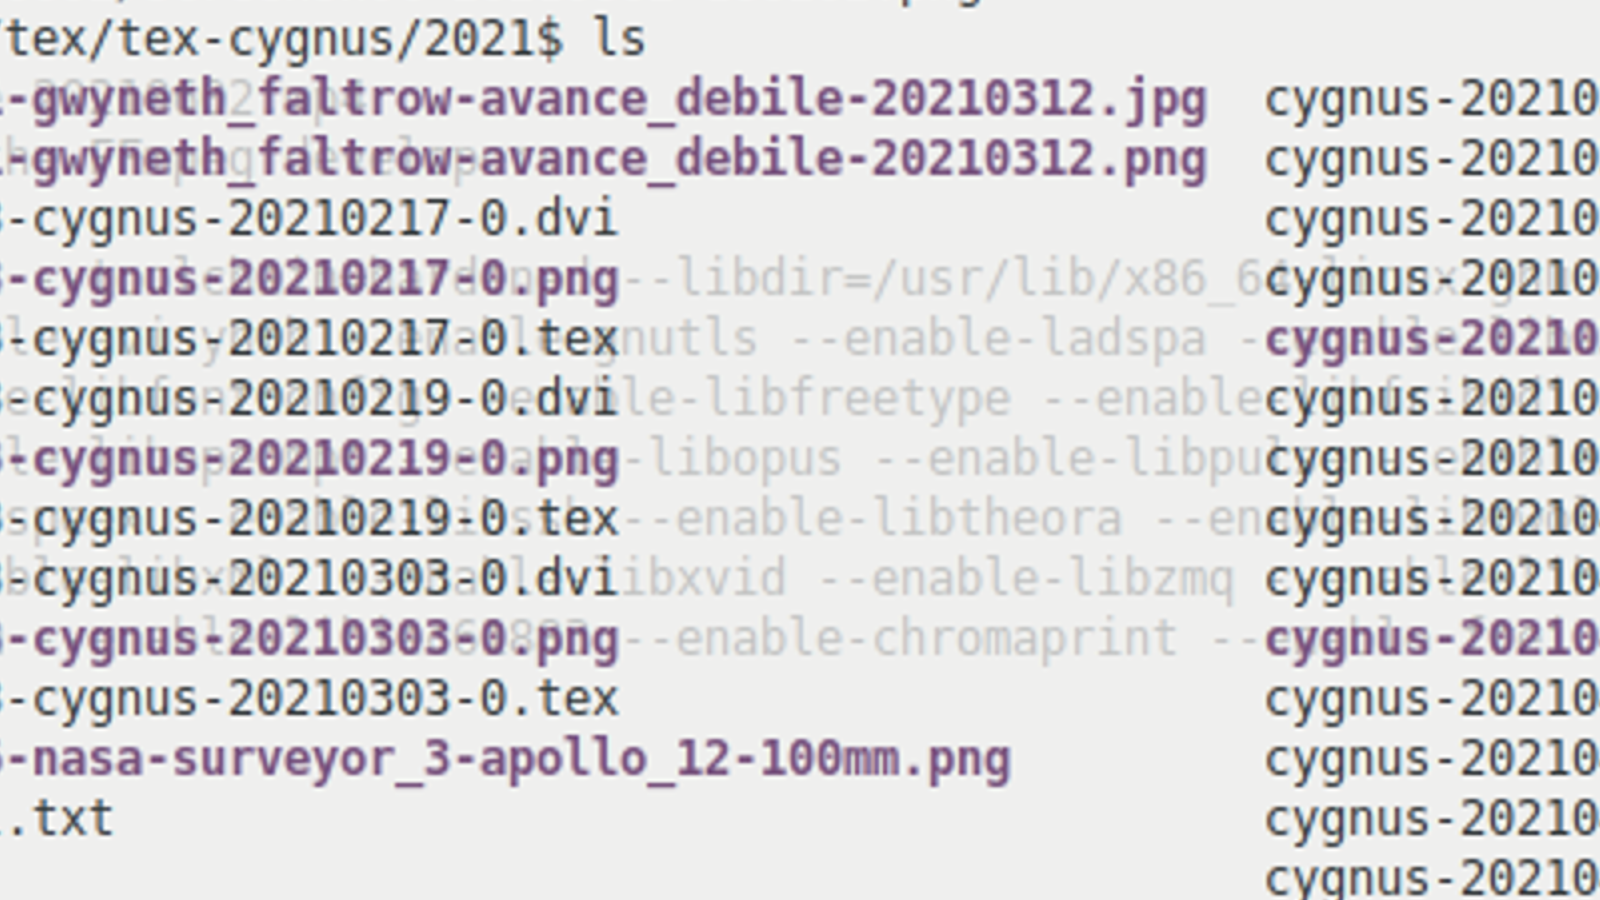 /tex/tex-cygnus/2021$ ls
-gwyneth_faltrow-avance_debile-20210312.jpg cygnus-20210
-gwyneth_faltrow-avance_debile-20210312.png cygnus-20210
-cygnus-20210217-0.dvi cygnus-20210
-cygnus-20210217-0.png --libdir=/usr/lib/x86_64 cygnus-20210
-cygnus-20210217-0.tex gnutls --enable-ladspa cygnus-20210
-cygnus-20210219-0.dvi --libfreetype --enable cygnus-20210
-cygnus-20210219-0.png -libopus --enable-libpul cygnus-20210
-cygnus-20210219-0.tex --enable-libtheora --en cygnus-20210
-cygnus-20210303-0.dvi libxvid --enable-libzmq cygnus-20210
-cygnus-20210303-0.png --enable-chromaprint -- cygnus-20210
-cygnus-20210303-0.tex cygnus-20210
-nasa-surveyor_3-apollo_12-100mm.png cygnus-20210
.txt cygnus-20210
cygnus-20210